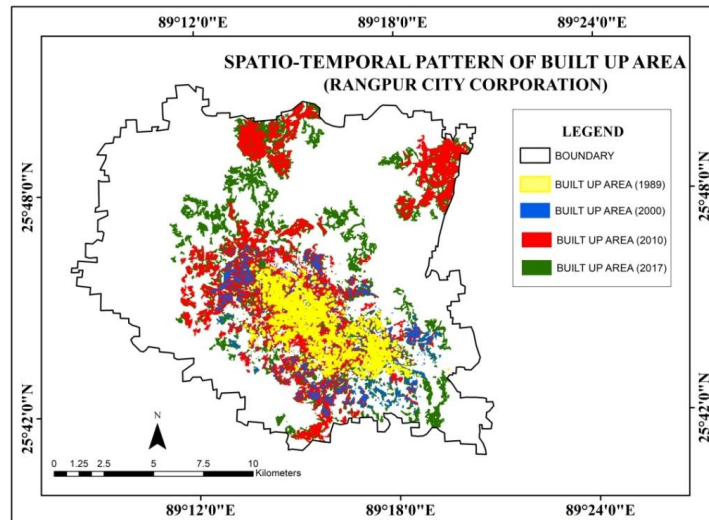 89°12'0"E 89°18'0"E 89°24'0"E
SPATIO-TEMPORAL PATTERN OF BUILT UP AREA
(RANGPUR CITY CORPORATION)
LEGEND
BOUNDARY
BUILT UP AREA (1989)
BUILT UP AREA (2000)
BUILT UP AREA (2010)
BUILT UP AREA (2017)
25°48'0"N 25°48'0"N
25°42'0"N 25°42'0"N
N
0 1.25 2.5 5 7.5 10
Kilometers
89°12'0"E 89°18'0"E 89°24'0"E